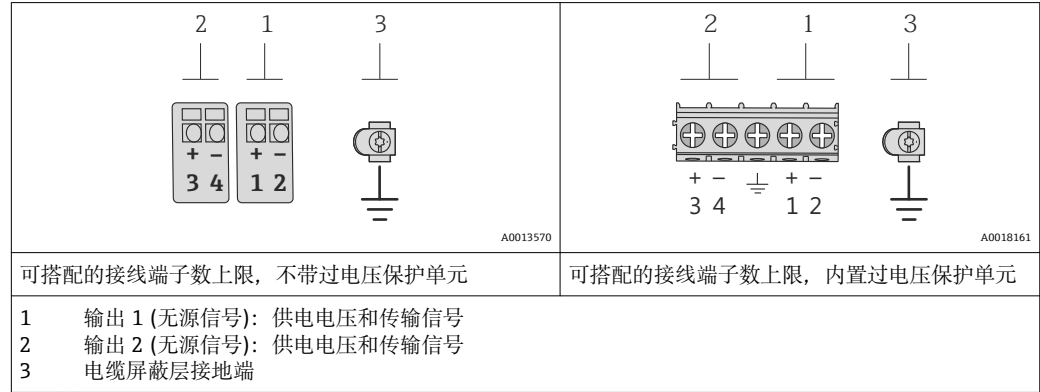 2 1 3
+ − + −
3 4 1 2
A0013570
2 1 3
+ − + −
3 4 1 2
A0018161
可搭配的接线端子数上限，不带过电压保护单元
可搭配的接线端子数上限，内置过电压保护单元
1 输出 1 (无源信号)：供电电压和传输信号
2 输出 2 (无源信号)：供电电压和传输信号
3 电缆屏蔽层接地端